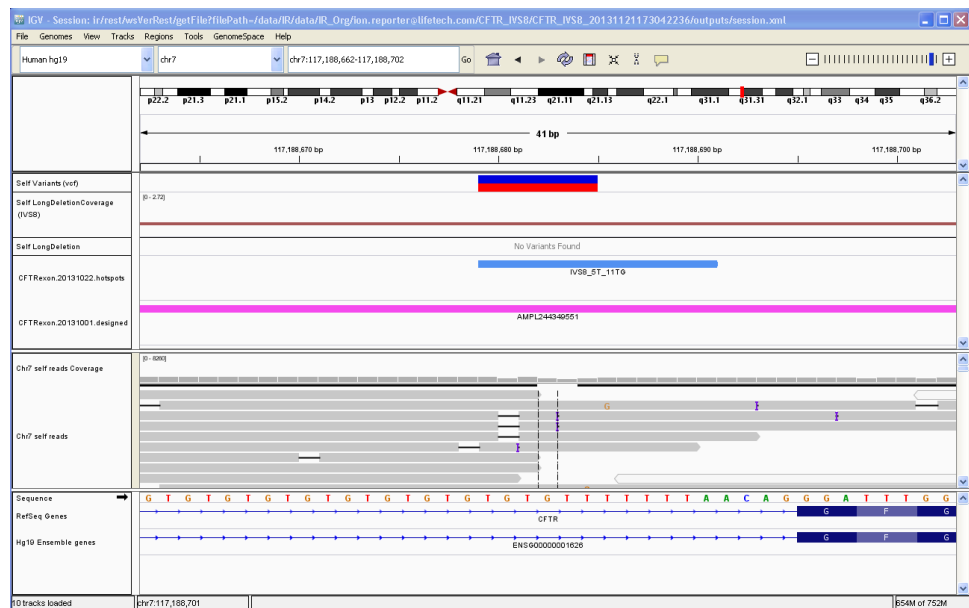 IGV - Session: ir/rest/wsVerRest/getFile?filePath=/data/IR/data/IR_Org/ion.reporter@lifetech.com/CFTR_IVS8/CFTR_IVS8_20131121173042236/outputs/session.xml
File Genomes View Tracks Regions Tools GenomeSpace Help
Human hg19 chr7 chr7:117,188,662-117,188,702 Go
p22.2 p21.3 p21.1 p15.2 p14.2 p13 p12.2 p11.2 q11.21 q11.23 q21.11 q21.13 q22.1 q31.1 q31.31 q32.1 q33 q34 q35 q36.2
41 bp
117,188,670 bp 117,188,680 bp 117,188,690 bp 117,188,700 bp
Self Variants (vcf)
Self LongDeletionCoverage (IVS8) [0 - 2.72]
Self LongDeletion No Variants Found
CFTRexon.20131022.hotspots IVS8_5T_11TG
CFTRexon.20131001.designed AMPL244349551
Chr7 self reads Coverage [0 - 8260]
G
Chr7 self reads
Sequence G T G T G T G T G T G T G T G T G T G T G T T T T T T T A A C A G G G A T T T G G
RefSeq Genes CFTR G F G
Hg19 Ensemble genes ENSG00000001626 G F G
10 tracks loaded chr7:117,188,701 654M of 752M